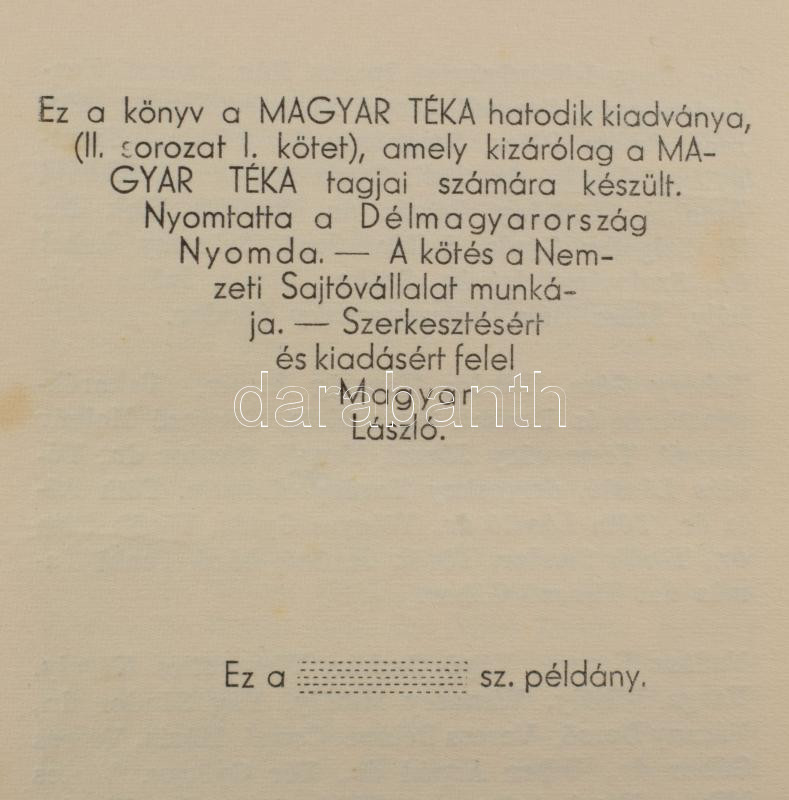 Ez a könyv a MAGYAR TÉKA hatodik kiadványa,
(II. sorozat I. kötet), amely kizárólag a MA-
GYAR TÉKA tagjai számára készült.
Nyomtatta a Délmagyarország
Nyomda. — A kötés a Nem-
zeti Sajtóvállalat munká-
ja. — Szerkesztésért
és kiadásért felel
Magyar
darabanth
László.
Ez a sz. példány.